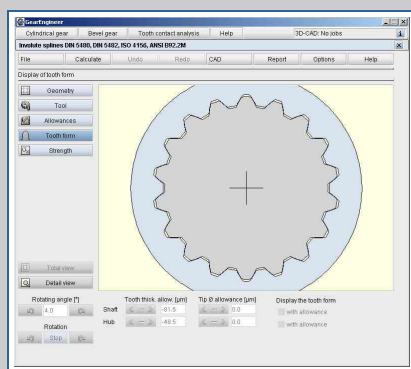 GearEngineer
Cylindrical gear Bevel gear Tooth contact analysis Help 3D-CAD: No jobs
Involute splines DIN 5480, DIN 5482, ISO 4156, ANSI B92.2M
File Calculate Undo Redo CAD Report Options Help
Display of tooth form
Geometry
Tool
Allowances
Tooth form
Strength
Total view
Detail view
Rotating angle [°] Tooth thick. allow. [µm] Tip Ø allowance [µm] Display the tooth form
4.0 Shaft -81.5 0.0 with allowance
Rotation Hub -48.5 0.0 with allowance
Stop